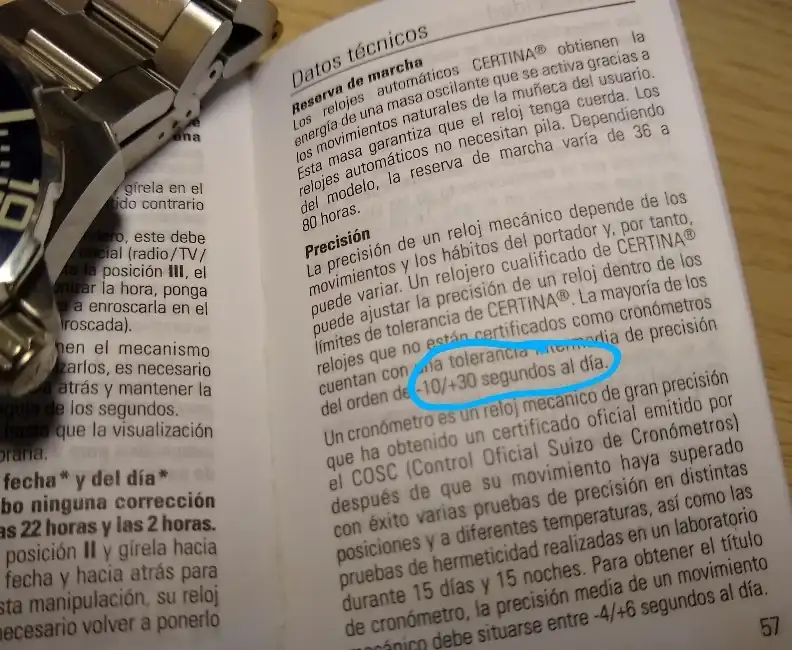 gírela en el
tido contrario
este debe
(radio/TV/
la posición III, el
la hora, ponga
a enroscarla en el
roscada).
en el mecanismo
zarlos, es necesario
atrás y mantener la
de los segundos.
que la visualización
oraria.
fecha* y del día*
bo ninguna corrección
as 22 horas y las 2 horas.
posición II y gírela hacia
fecha y hacia atrás para
sta manipulación, su reloj
necesario volver a ponerlo
10
Datos técnicos
Reserva de marcha
Los relojes automáticos CERTINA® obtienen la
energía de una masa oscilante que se activa gracias a
los movimientos naturales de la muñeca del usuario.
Esta masa garantiza que el reloj tenga cuerda. Los
relojes automáticos no necesitan pila. Dependiendo
del modelo, la reserva de marcha varía de 36 a
80 horas.
Precisión
La precisión de un reloj mecánico depende de los
movimientos y los hábitos del portador y, por tanto,
puede variar. Un relojero cualificado de CERTINA®
puede ajustar la precisión de un reloj dentro de los
límites de tolerancia de CERTINA®. La mayoría de los
relojes que no están certificados como cronómetros
cuentan con una tolerancia intermedia de precisión
del orden de -10/+30 segundos al día.
Un cronómetro es un reloj mecánico de gran precisión
que ha obtenido un certificado oficial emitido por
el COSC (Control Oficial Suizo de Cronómetros)
después de que su movimiento haya superado
con éxito varias pruebas de precisión en distintas
posiciones y a diferentes temperaturas, así como las
pruebas de hermeticidad realizadas en un laboratorio
durante 15 días y 15 noches. Para obtener el título
de cronómetro, la precisión media de un movimiento
mecánico debe situarse entre -4/+6 segundos al día.
57